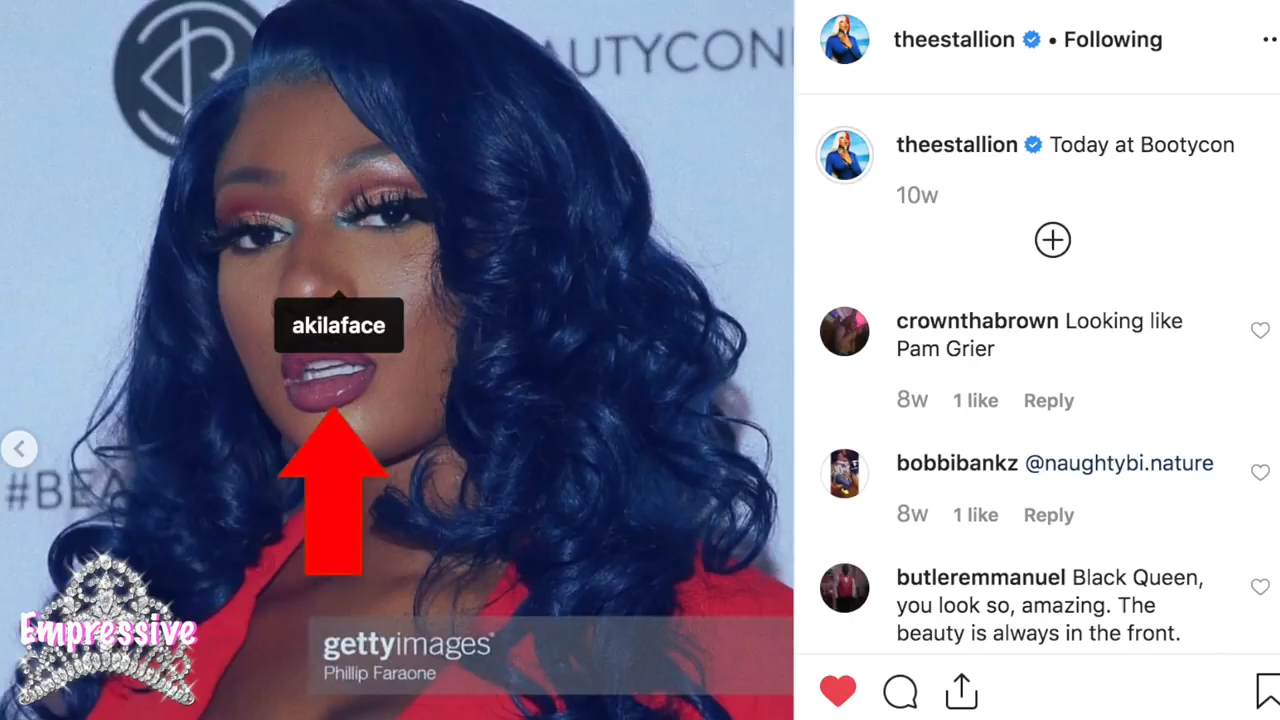 AUTYCON
#BEA
akilaface
Empressive
gettyimages®
Phillip Faraone
theestallion • Following
theestallion Today at Bootycon
10w
crownthabrown Looking like
Pam Grier
8w 1 like Reply
bobbibankz @naughtybi.nature
8w 1 like Reply
butleremmanuel Black Queen,
you look so, amazing. The
beauty is always in the front.